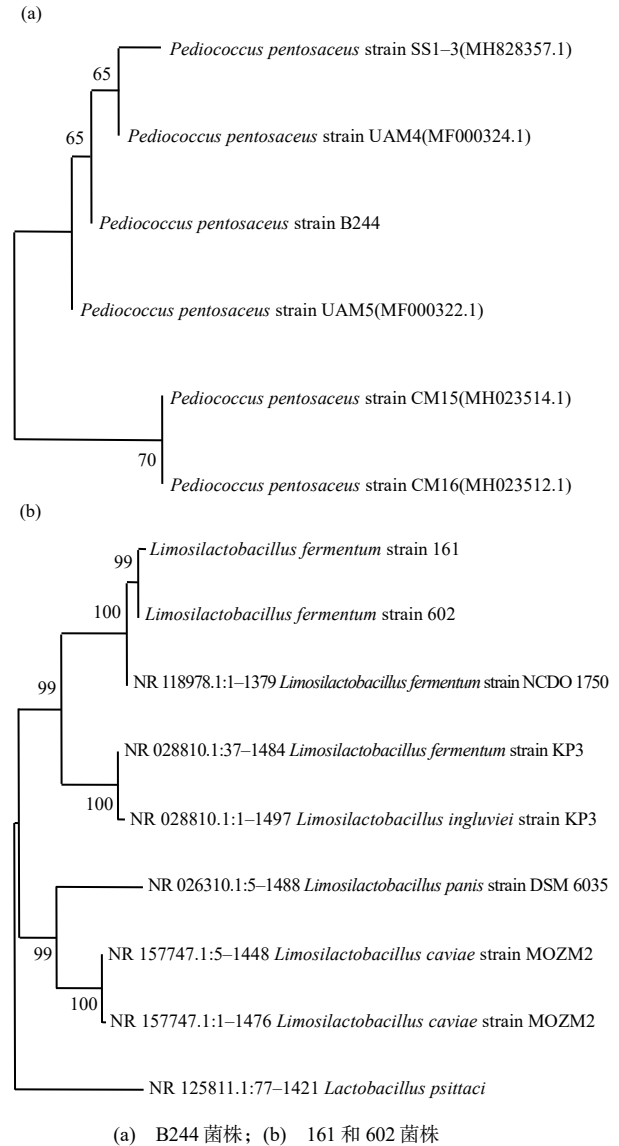 (a)
Pediococcus pentosaceus strain SS1–3(MH828357.1)
65
Pediococcus pentosaceus strain UAM4(MF000324.1)
65
Pediococcus pentosaceus strain B244
Pediococcus pentosaceus strain UAM5(MF000322.1)
Pediococcus pentosaceus strain CM15(MH023514.1)
70
Pediococcus pentosaceus strain CM16(MH023512.1)
(b)
Limosilactobacillus fermentum strain 161
99
100
Limosilactobacillus fermentum strain 602
99
NR 118978.1:1–1379 Limosilactobacillus fermentum strain NCDO 1750
NR 028810.1:37–1484 Limosilactobacillus fermentum strain KP3
100
NR 028810.1:1–1497 Limosilactobacillus ingluviei strain KP3
NR 026310.1:5–1488 Limosilactobacillus panis strain DSM 6035
99
NR 157747.1:5–1448 Limosilactobacillus caviae strain MOZM2
100
NR 157747.1:1–1476 Limosilactobacillus caviae strain MOZM2
NR 125811.1:77–1421 Lactobacillus psittaci
(a) B244 菌株; (b) 161 和 602 菌株